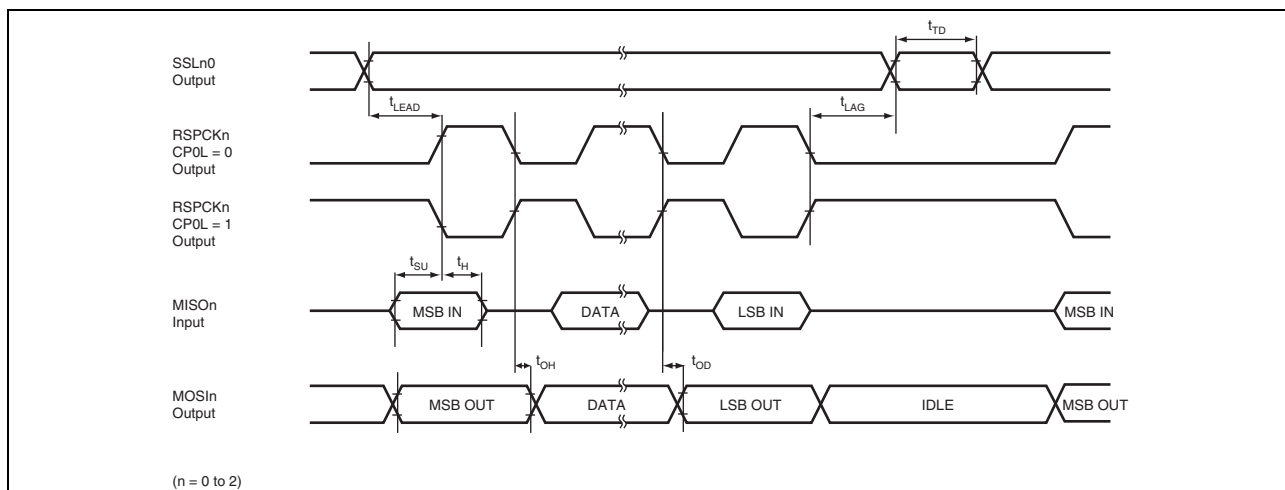 t_TD
SSLn0
Output
t_LEAD
t_LAG
RSPCKn
CP0L = 0
Output
RSPCKn
CP0L = 1
Output
t_SU
t_H
MISOn
Input
MSB IN
DATA
LSB IN
MSB IN
t_OH
t_OD
MOSIn
Output
MSB OUT
DATA
LSB OUT
IDLE
MSB OUT
(n = 0 to 2)